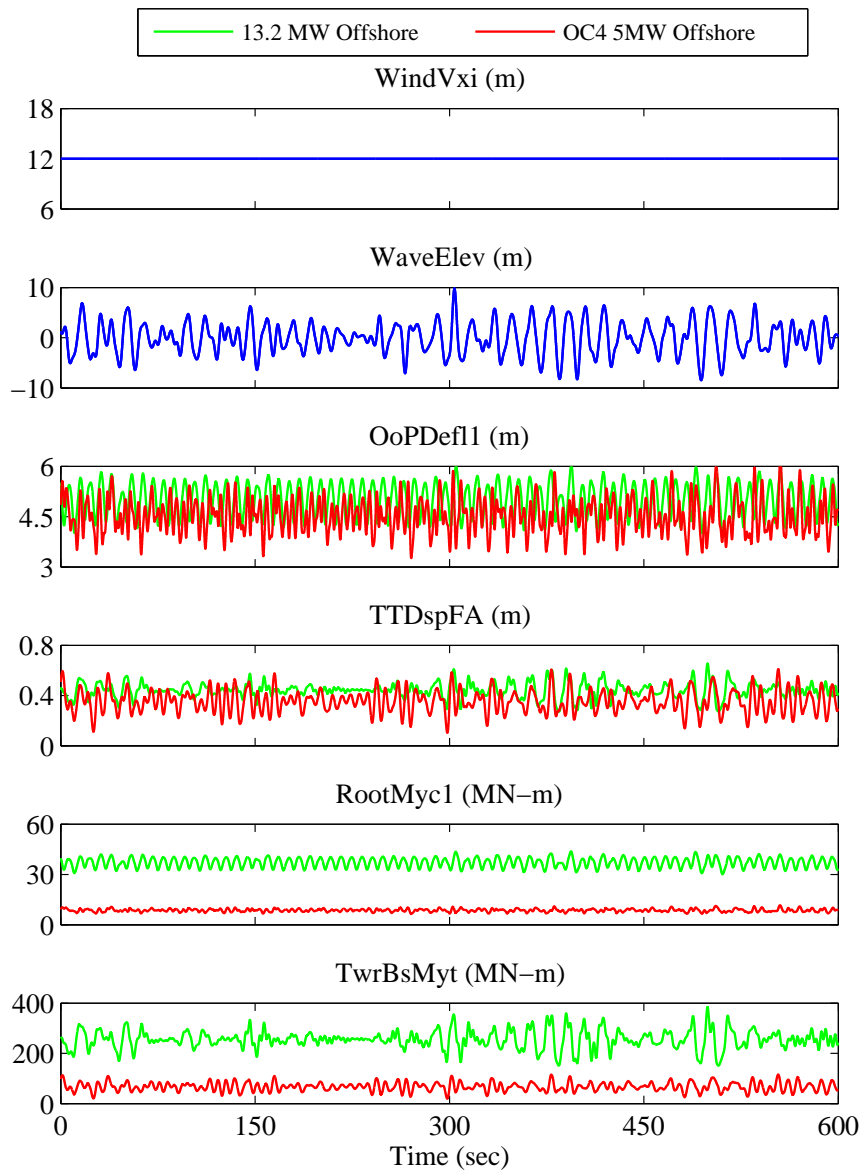 13.2 MW Offshore OC4 5MW Offshore
WindVxi (m)
18
12
6
WaveElev (m)
10
0
−10
OoPDefl1 (m)
6
4.5
3
TTDspFA (m)
0.8
0.4
0
RootMyc1 (MN−m)
60
30
0
TwrBsMyt (MN−m)
400
200
0
0 150 300 450 600
Time (sec)